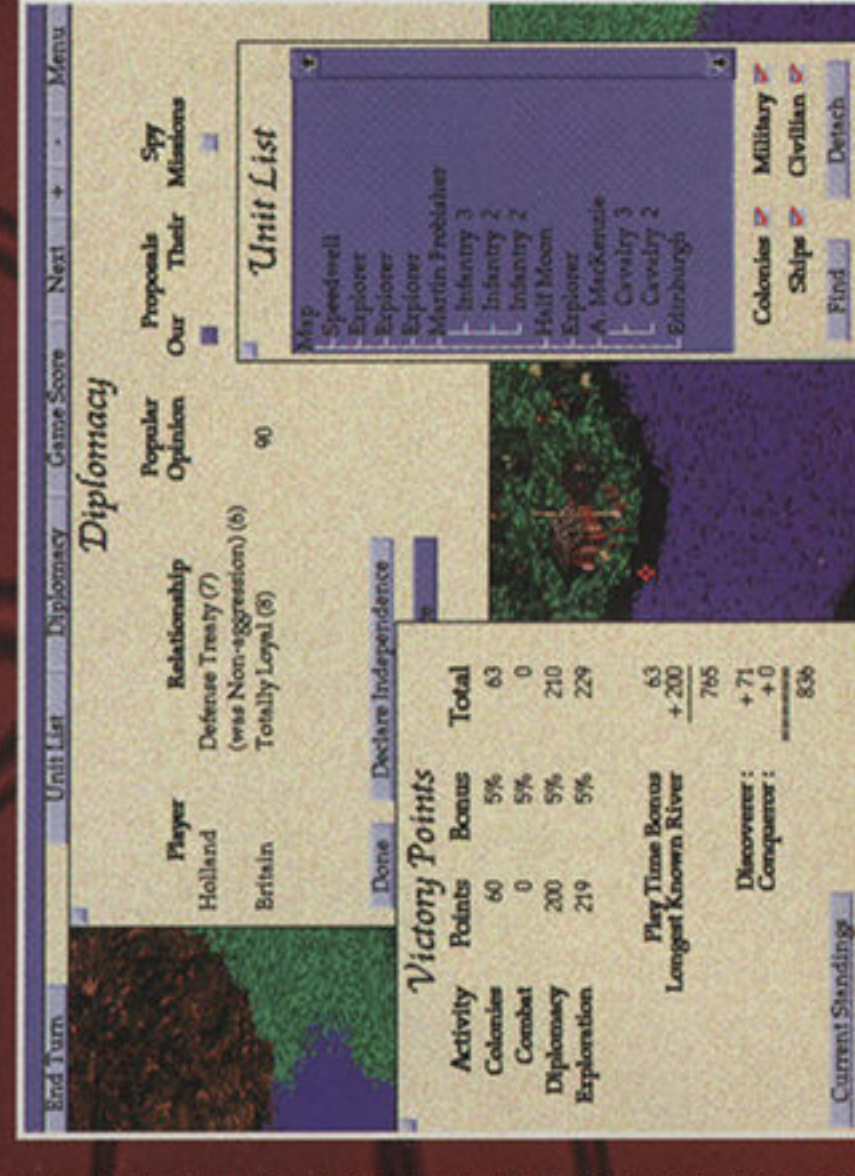 End Turn Unit List Diplomacy Game Score Next + - Menu
Diplomacy
Player Relationship Popular Opinion Proposals Our Their Spy Missions
Holland Defense Treaty (7)
(was Non-aggression) (6)
Britain Totally Loyal (8) 90
Done Declare Independence
Unit List
Map
Speedwell
Explorer
Explorer
Explorer
Martin Frobisher
Infantry 3
Infantry 2
Infantry 2
Half Moon
Explorer
A MacKenzie
Cavalry 3
Cavalry 2
Edinburgh
Colonies Military
Ships Civilian
Find Detach
Victory Points
Activity Points Bonus Total
Colonies 60 5% 63
Combat 0 5% 0
Diplomacy 200 5% 210
Exploration 219 5% 229
Play Time Bonus 63
Longest Known River + 200
765
Discoverer : + 71
Conqueror : + 0
836
Current Standings